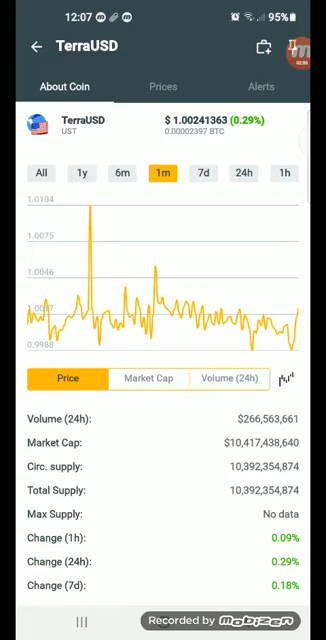 12:07
95%
TerraUSD
02:59
About Coin Prices Alerts
TerraUSD $ 1.00241363 (0.29%)
UST 0.00002397 BTC
All 1y 6m 1m 7d 24h 1h
1.0104
1.0075
1.0046
1.0017
0.9988
Price Market Cap Volume (24h)
Volume (24h): $266,563,661
Market Cap: $10,417,438,640
Circ. supply: 10,392,354,874
Total Supply: 10,392,354,874
Max Supply: No data
Change (1h): 0.09%
Change (24h): 0.29%
Change (7d): 0.18%
Recorded by mobizen